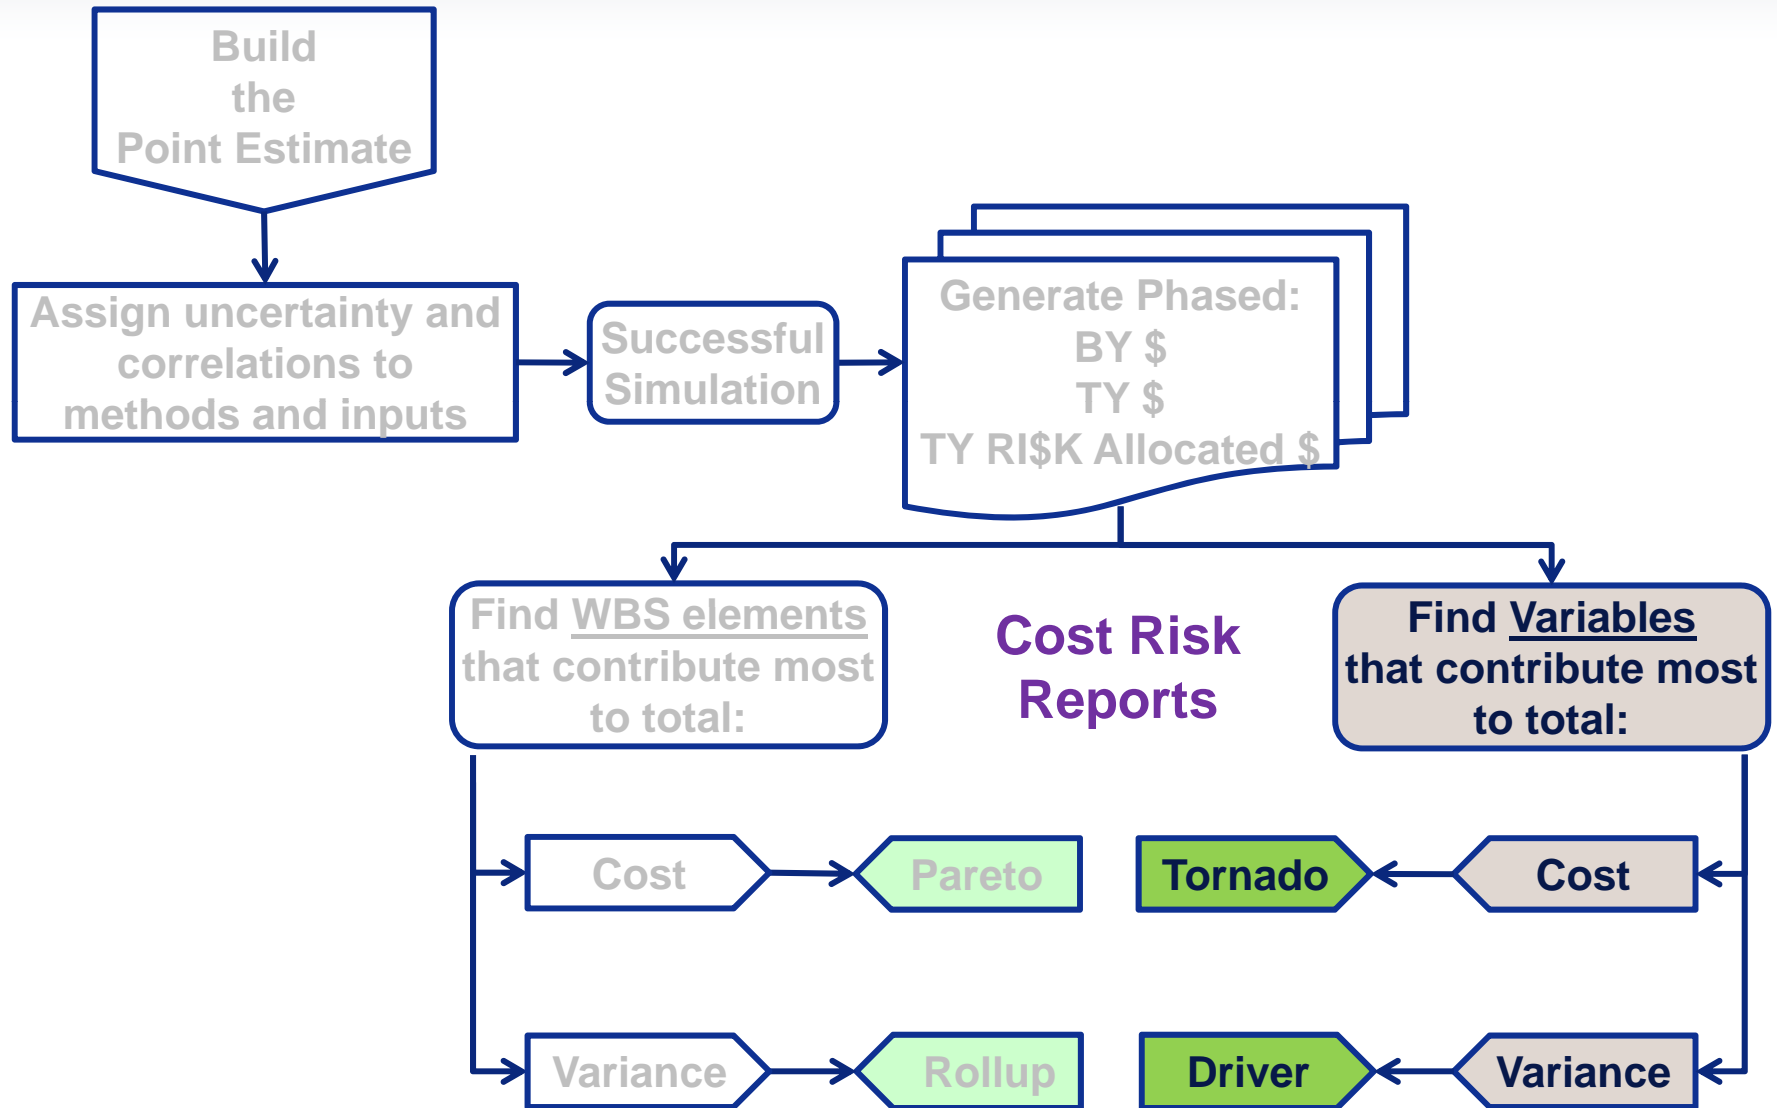 Build
the
Point Estimate
Assign uncertainty and
correlations to
methods and inputs
Successful
Simulation
Generate Phased:
BY $
TY $
TY RI$K Allocated $
Find WBS elements
that contribute most
to total:
Cost Risk
Reports
Find Variables
that contribute most
to total:
Cost
Pareto
Tornado
Cost
Variance
Rollup
Driver
Variance